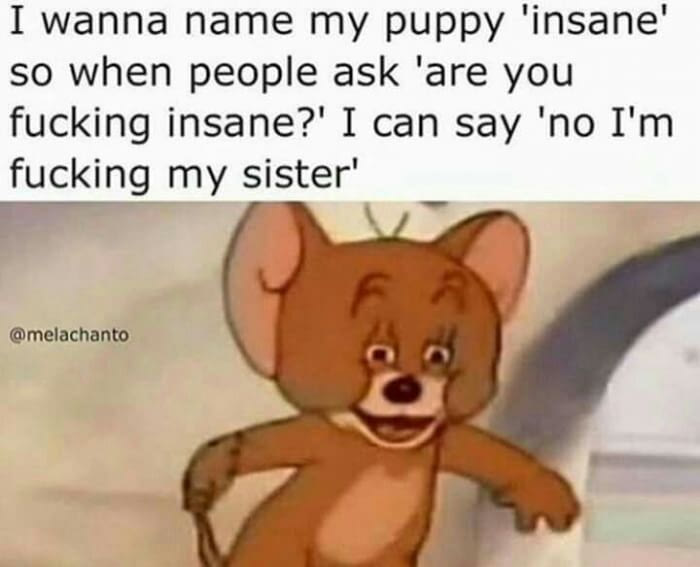 I wanna name my puppy 'insane'
so when people ask 'are you
fucking insane?' I can say 'no I'm
fucking my sister'
@melachanto